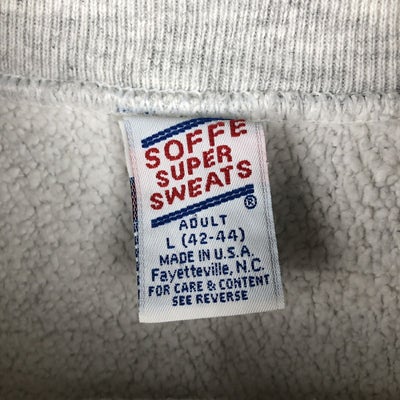 SOFFE
SUPER
SWEATS
®
ADULT
L (42-44)
MADE IN U.S.A.
Fayetteville, N.C.
FOR CARE & CONTENT
SEE REVERSE